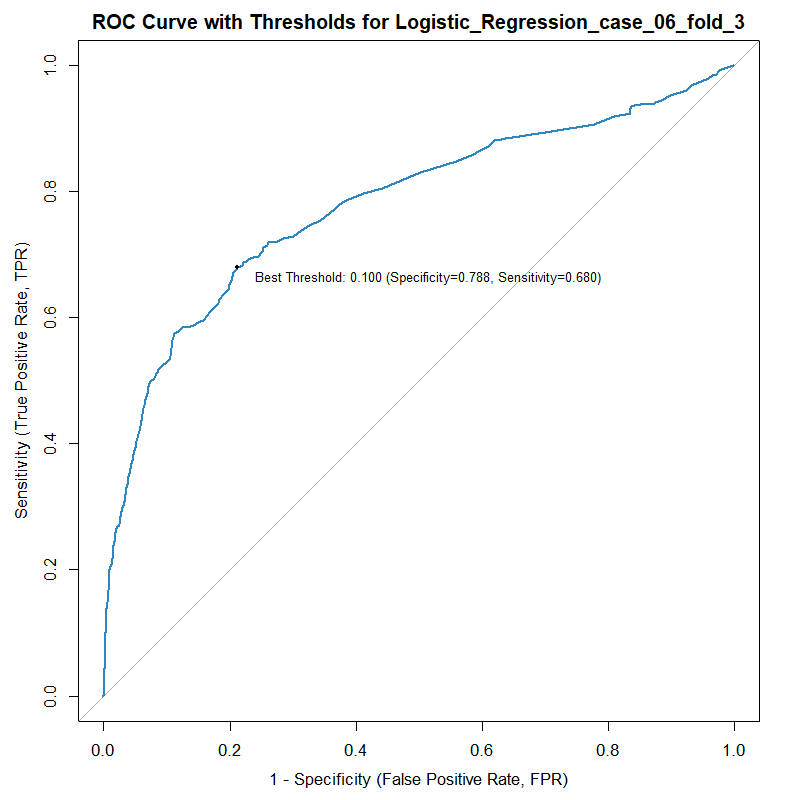 ROC Curve with Thresholds for Logistic_Regression_case_06_fold_3
Sensitivity (True Positive Rate, TPR)
1.0
0.8
0.6
0.4
0.2
0.0
Best Threshold: 0.100 (Specificity=0.788, Sensitivity=0.680)
0.0 0.2 0.4 0.6 0.8 1.0
1 - Specificity (False Positive Rate, FPR)